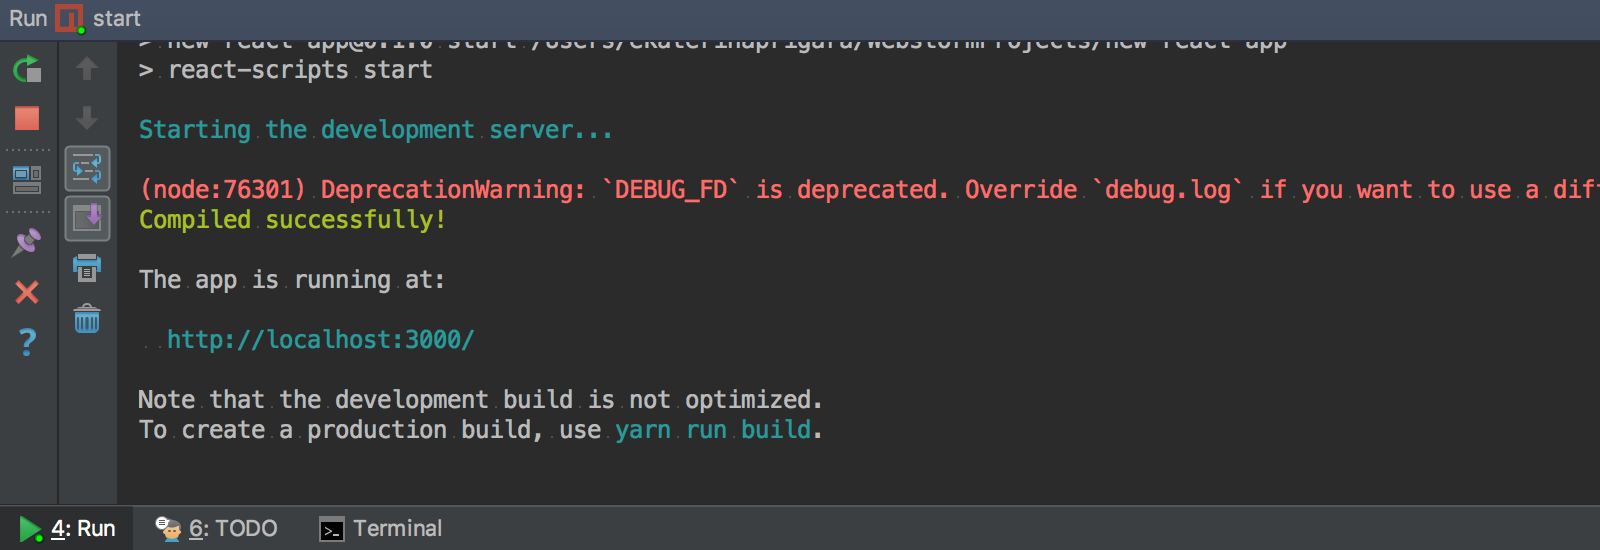 Run start
> new-react-app@0.1.0 start /Users/ekaterinaprigara/WebstormProjects/new-react-app
> react-scripts start
Starting the development server...
(node:76301) DeprecationWarning: `DEBUG_FD` is deprecated. Override `debug.log` if you want to use a dif
Compiled successfully!
The app is running at:
http://localhost:3000/
Note that the development build is not optimized.
To create a production build, use yarn run build.
4: Run 6: TODO Terminal